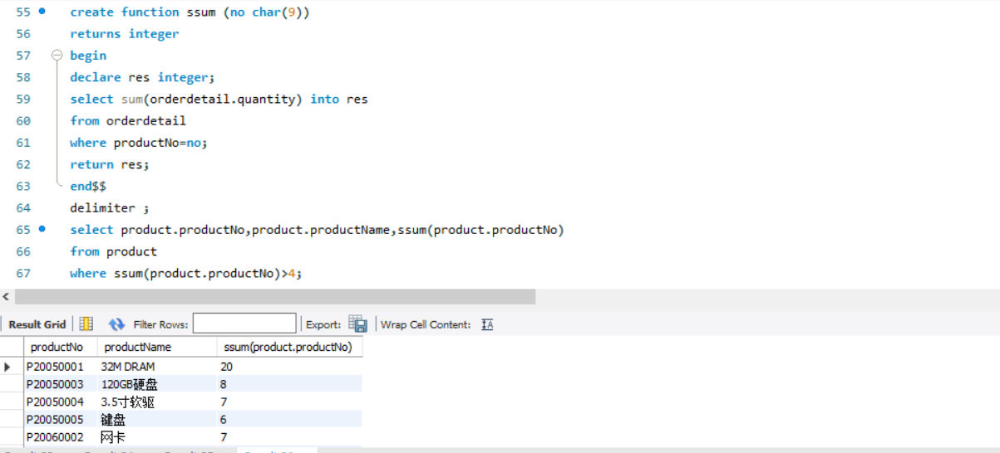 55 create function ssum (no char(9))
56 returns integer
57 begin
58 declare res integer;
59 select sum(orderdetail.quantity) into res
60 from orderdetail
61 where productNo=no;
62 return res;
63 end$$
64 delimiter ;
65 select product.productNo,product.productName,ssum(product.productNo)
66 from product
67 where ssum(product.productNo)>4;
Result Grid Filter Rows: Export: Wrap Cell Content: IA
productNo productName ssum(product.productNo)
P20050001 32M DRAM 20
P20050003 120GB硬盘 8
P20050004 3.5寸软驱 7
P20050005 键盘 6
P20060002 网卡 7